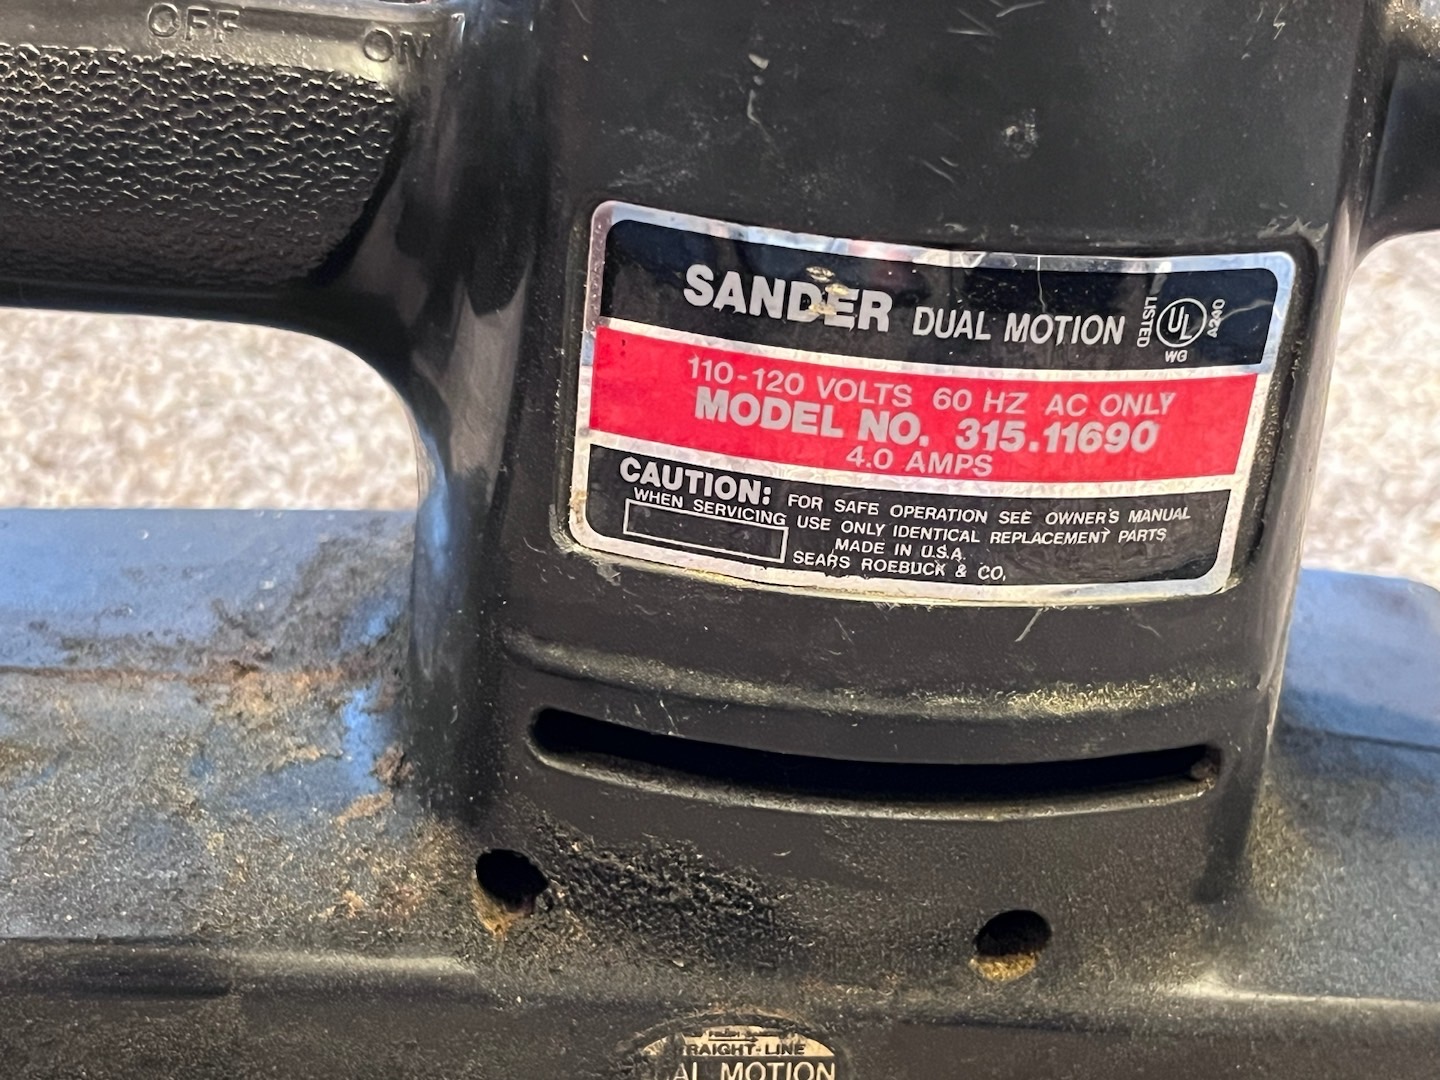 OFF
ON
SANDER DUAL MOTION
LISTED
UL
A240
WG
110-120 VOLTS 60 HZ AC ONLY
MODEL NO. 315.11690
4.0 AMPS
CAUTION: FOR SAFE OPERATION SEE OWNER'S MANUAL
WHEN SERVICING USE ONLY IDENTICAL REPLACEMENT PARTS
MADE IN U.S.A.
SEARS ROEBUCK & CO.
RAIGHT-LINE
AL MOTION